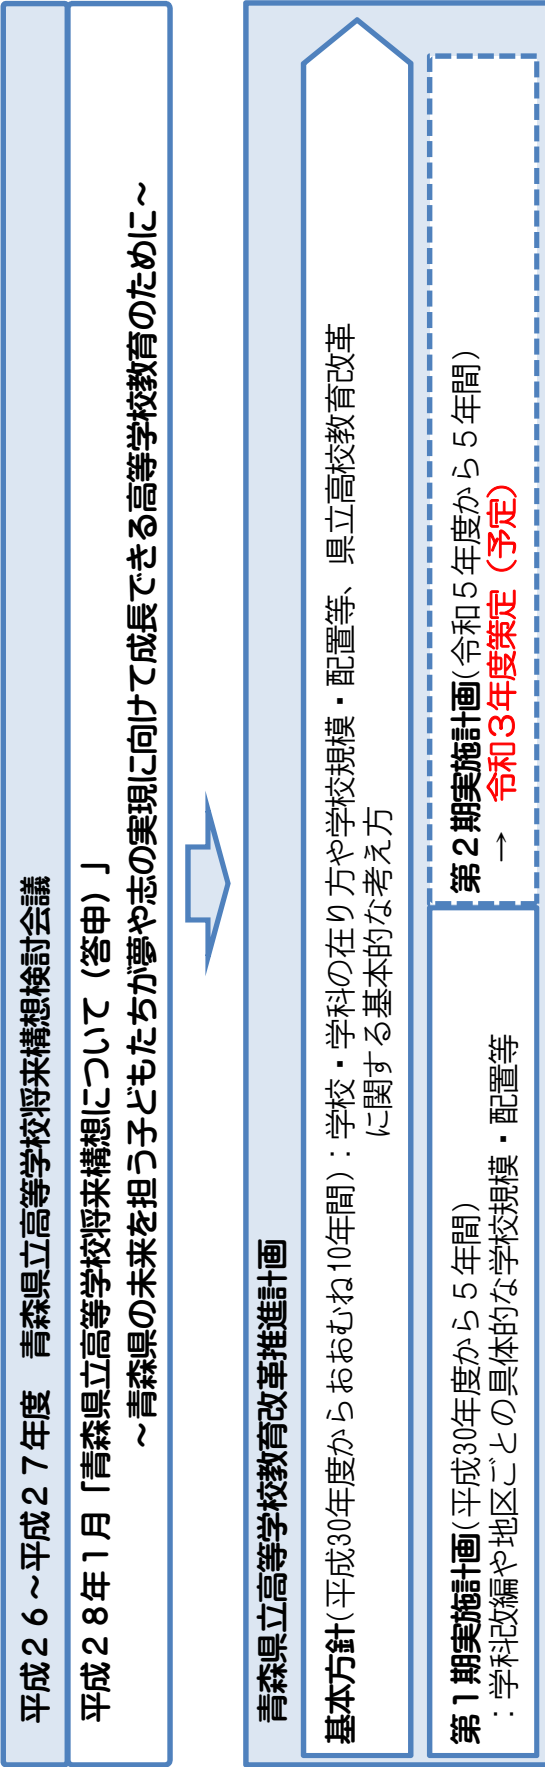 平成２６～平成２７年度　青森県立高等学校将来構想検討会議
平成２８年１月「青森県立高等学校将来構想について（答申）」
～青森県の未来を担う子どもたちが夢や志の実現に向けて成長できる高等学校教育のために～
青森県立高等学校教育改革推進計画
基本方針(平成30年度からおおむね10年間)：学校・学科の在り方や学校規模・配置等、県立高校教育改革
に関する基本的な考え方
第１期実施計画(平成30年度から５年間)
：学科改編や地区ごとの具体的な学校規模・配置等
第２期実施計画(令和５年度から５年間)
→　令和３年度策定（予定）